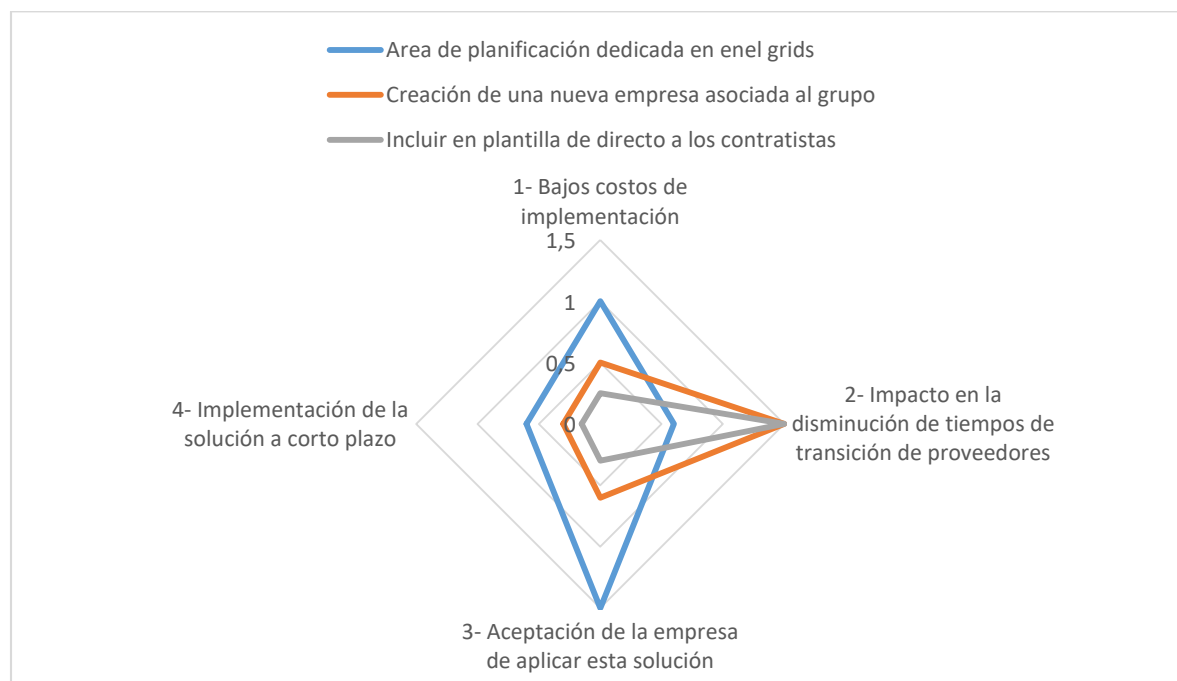 Area de planificación dedicada en enel grids
Creación de una nueva empresa asociada al grupo
Incluir en plantilla de directo a los contratistas
1- Bajos costos de
implementación
1,5
1
0,5
0
2- Impacto en la
disminución de tiempos de
transición de proveedores
4- Implementación de la
solución a corto plazo
3- Aceptación de la empresa
de aplicar esta solución